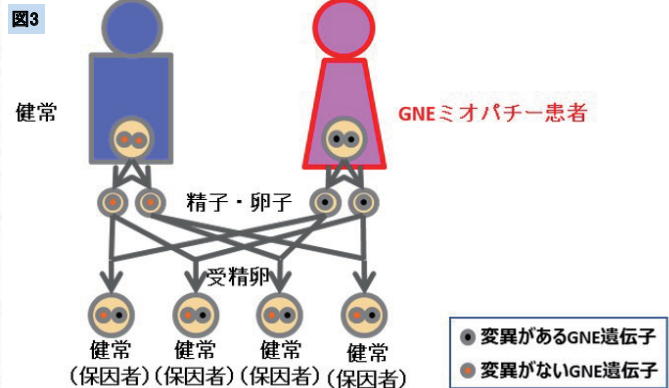 図3
健常
GNEミオパチー患者
精子・卵子
受精卵
健常
(保因者)
健常
(保因者)
健常
(保因者)
健常
(保因者)
変異があるGNE遺伝子
変異がないGNE遺伝子